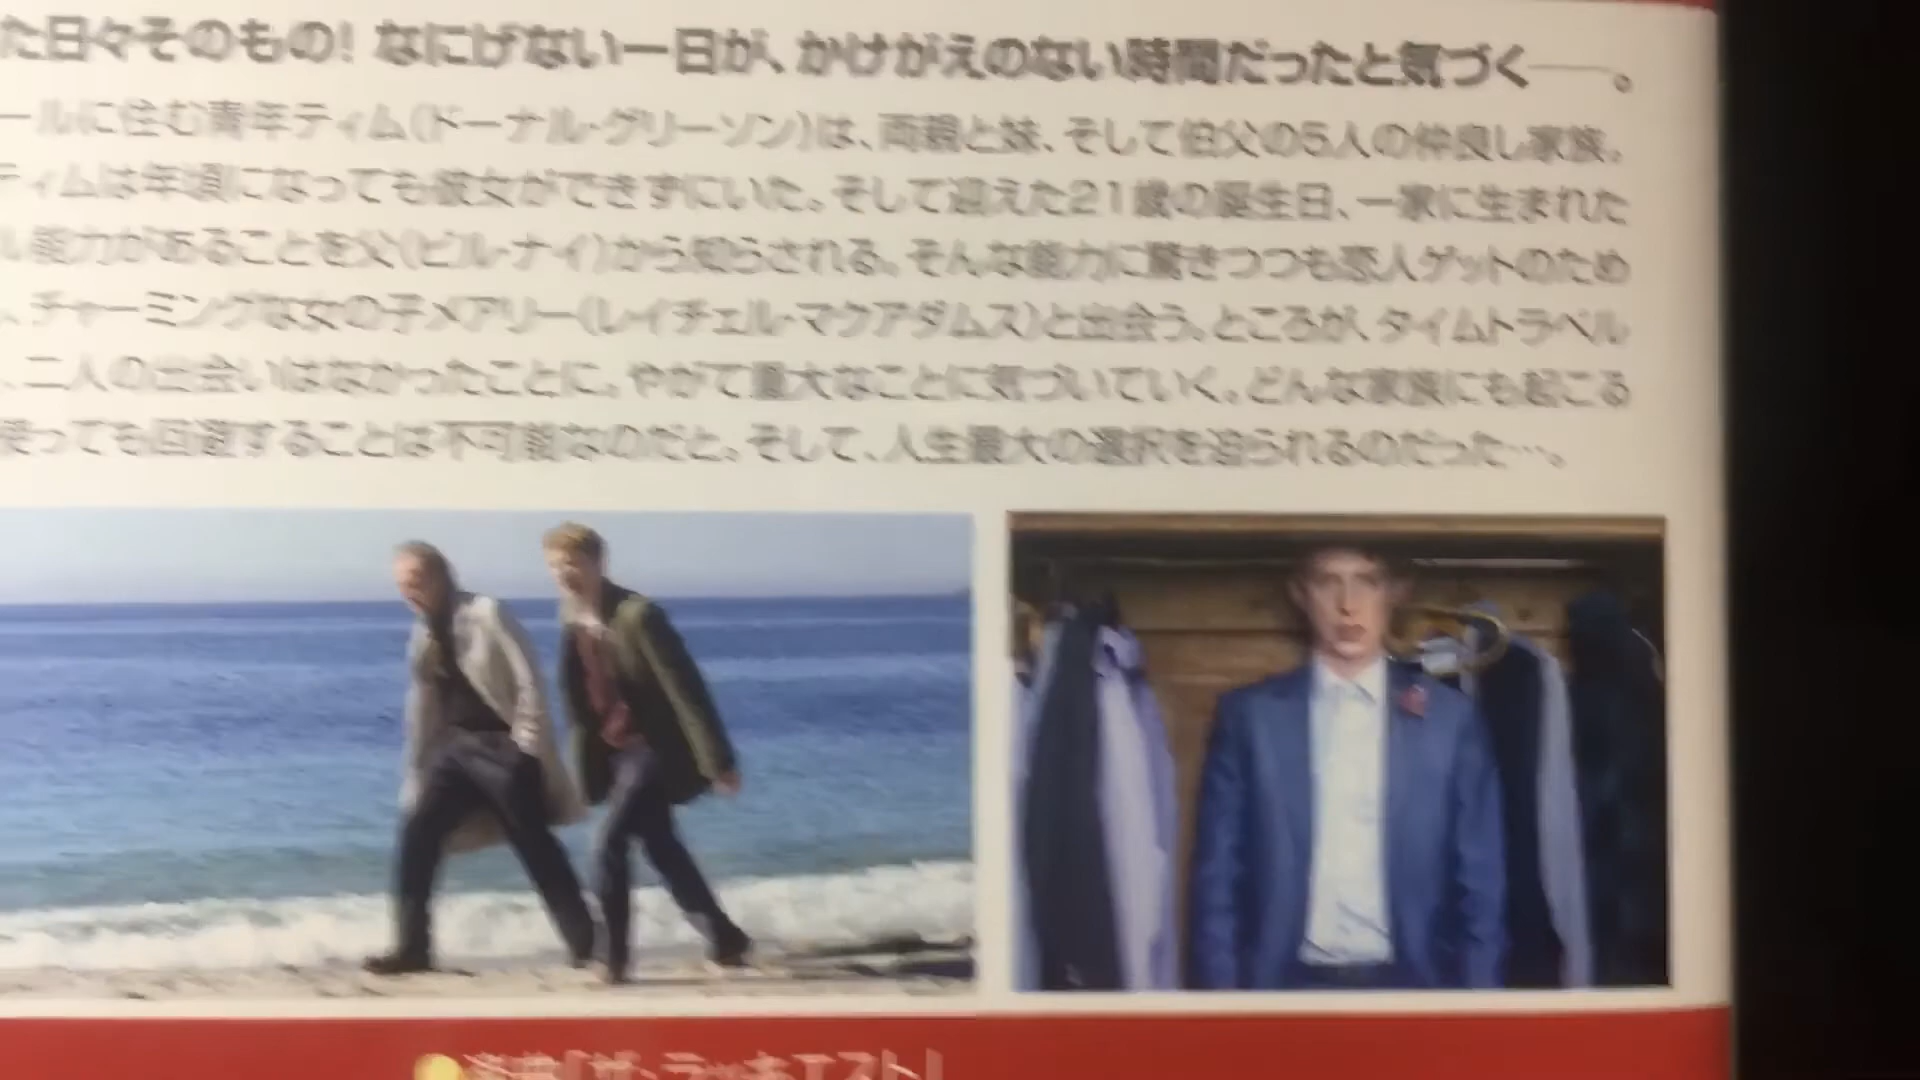 た日々そのもの！なにげない一日が、かけがえのない時間だったと気づく──。
ールに住む青年ティム（ドーナル・グリーソン）は、両親と妹、そして伯父の5人の仲良し家族。
ティムは年頃になっても彼女ができずにいた。そして迎えた21歳の誕生日、一家に生まれた
ル能力があることを父（ビル・ナイ）から知らされる。そんな能力に驚きつつも恋人ゲットのため
、チャーミングな女の子メアリー（レイチェル・マクアダムス）と出会う。ところが、タイムトラベル
、二人の出会いはなかったことに。やがて重大なことに気づいていく。どんな家族にも起こる
使っても回避することは不可能なのだと。そして、人生最大の選択を迫られるのだった…。
「ザ・ラッキエスト」